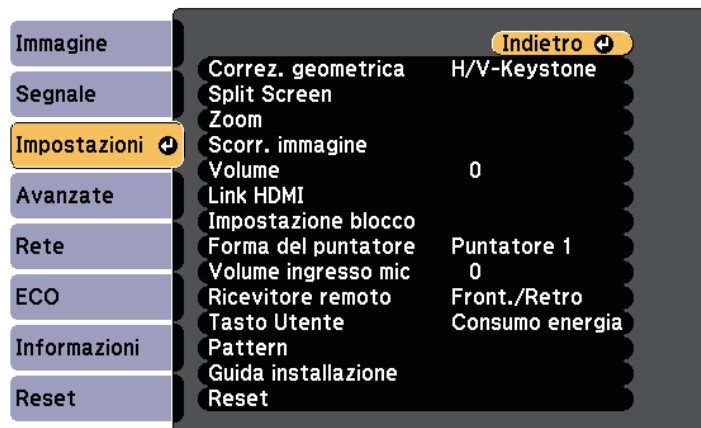 Immagine
Segnale
Impostazioni
Avanzate
Rete
ECO
Informazioni
Reset
Indietro
Correz. geometrica H/V-Keystone
Split Screen
Zoom
Scorr. immagine
Volume 0
Link HDMI
Impostazione blocco
Forma del puntatore Puntatore 1
Volume ingresso mic 0
Ricevitore remoto Front./Retro
Tasto Utente Consumo energia
Pattern
Guida installazione
Reset